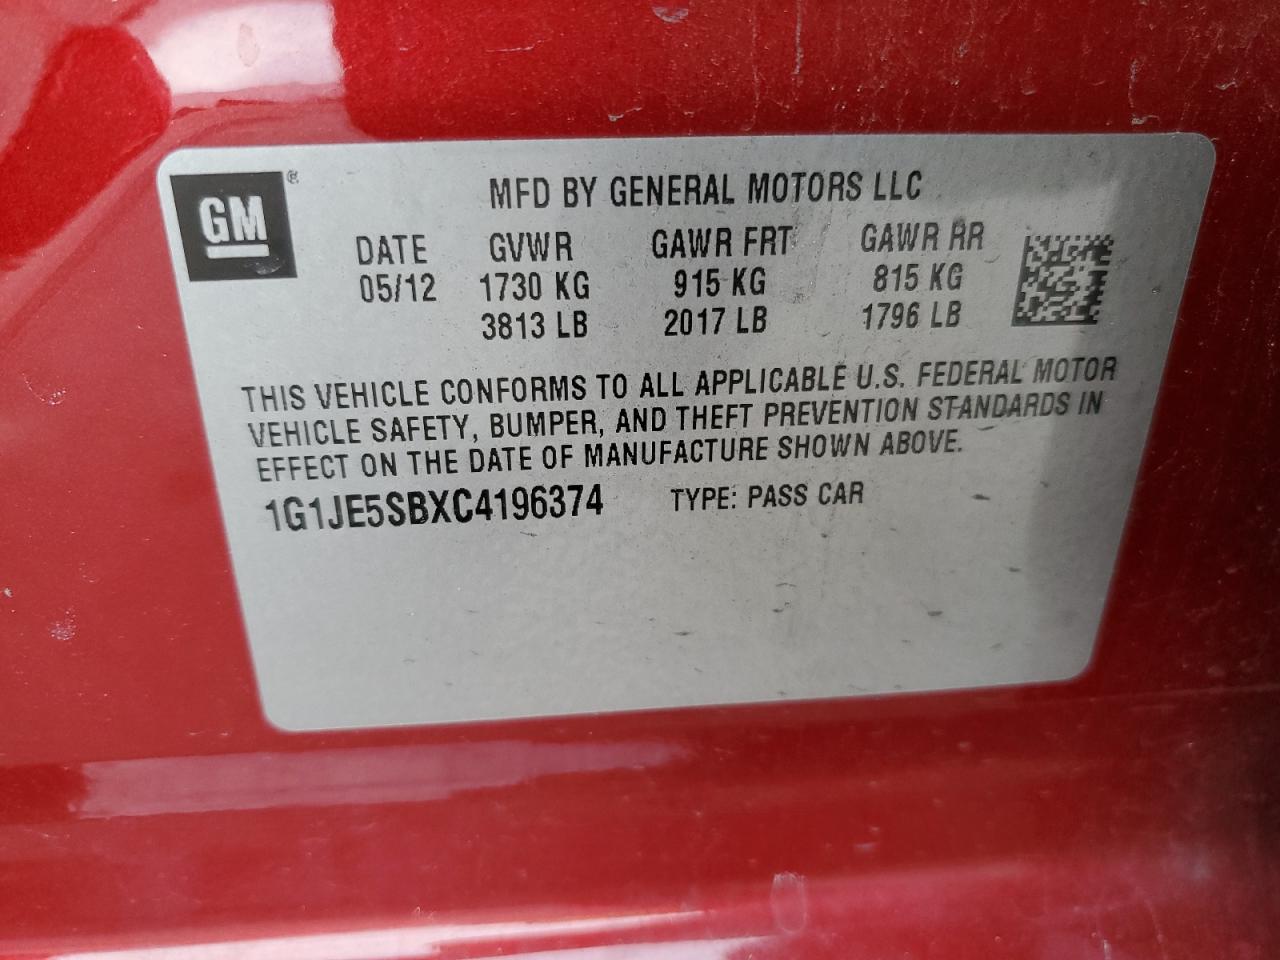 GM ®
MFD BY GENERAL MOTORS LLC
DATE GVWR GAWR FRT GAWR RR
05/12 1730 KG 915 KG 815 KG
3813 LB 2017 LB 1796 LB
THIS VEHICLE CONFORMS TO ALL APPLICABLE U.S. FEDERAL MOTOR
VEHICLE SAFETY, BUMPER, AND THEFT PREVENTION STANDARDS IN
EFFECT ON THE DATE OF MANUFACTURE SHOWN ABOVE.
1G1JE5SBXC4196374 TYPE: PASS CAR